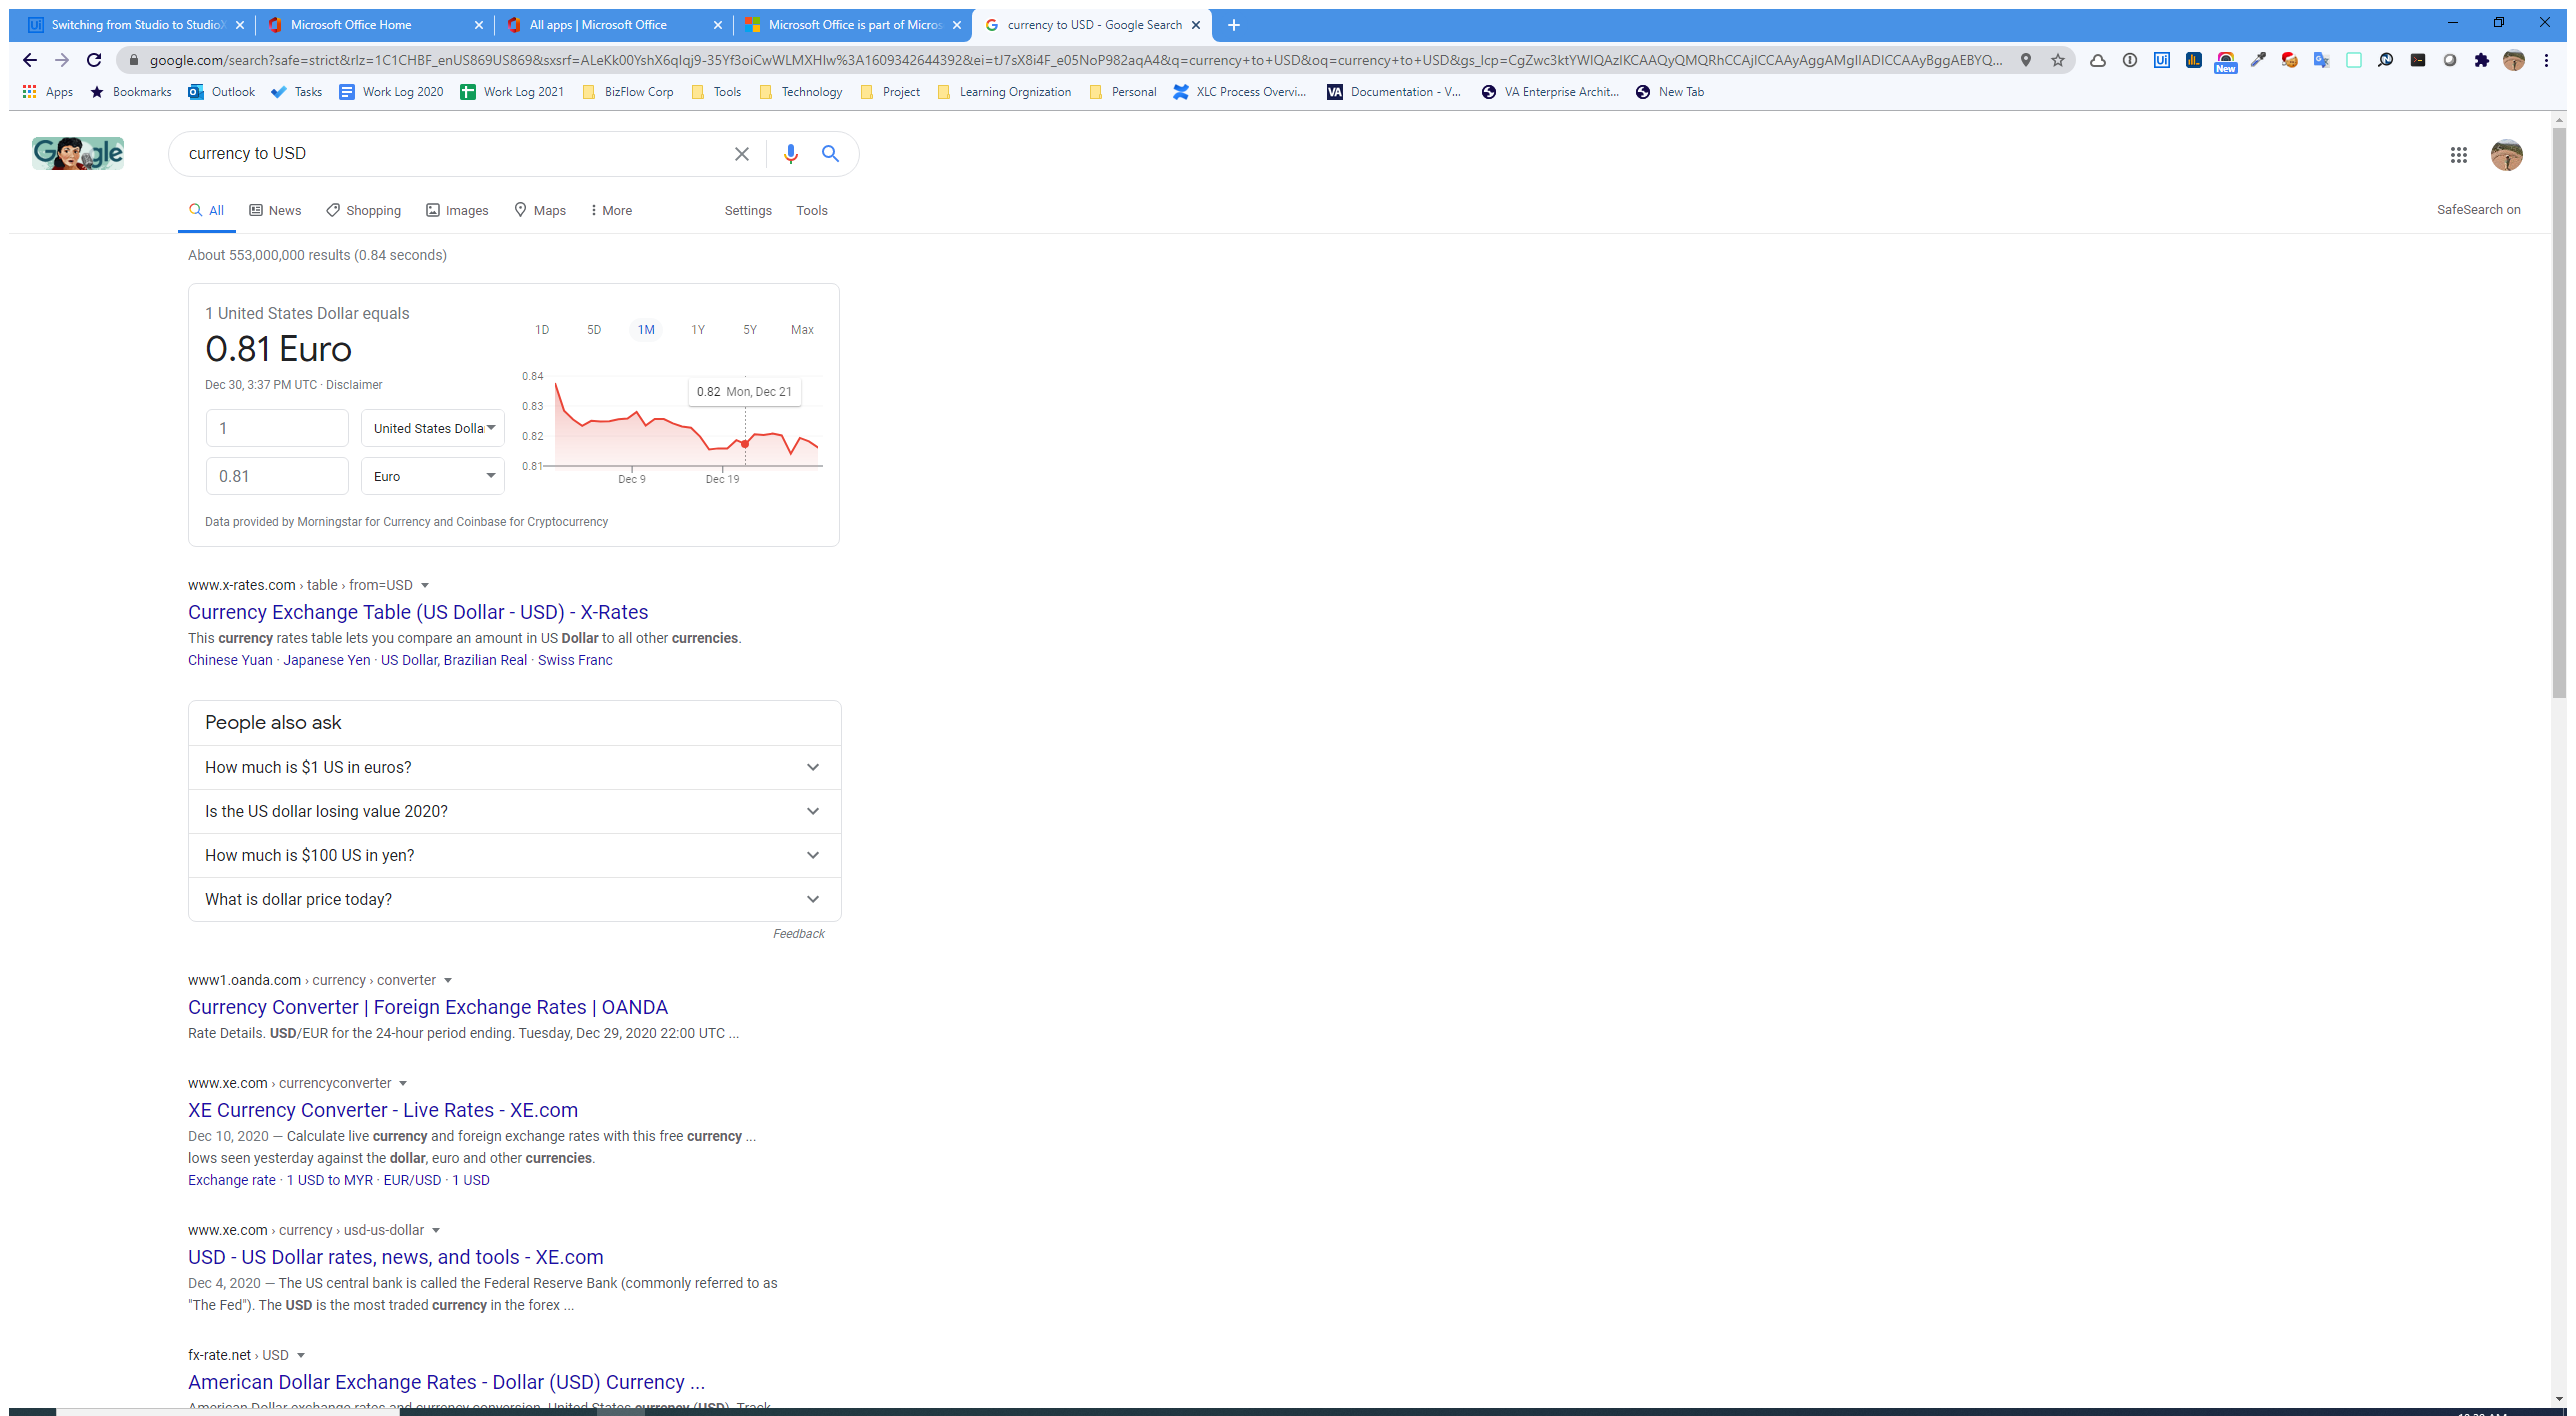 Switching from Studio to StudioX
Microsoft Office Home
All apps | Microsoft Office
Microsoft Office is part of Micros
currency to USD - Google Search
google.com/search?safe=strict&rlz=1C1CHBF_enUS869US869&
q=currency+to+USD&oq=currency+to+USD
New
Apps
Bookmarks
Outlook
Tasks
Work Log 2020
Work Log 2021
BizFlow Corp
Tools
Technology
Project
Learning Orgnization
Personal
XLC Process Overvi...
Documentation - V...
VA Enterprise Archit...
New Tab
Google
currency to USD
All
News
Shopping
Images
Maps
More
Settings
Tools
SafeSearch on
About 553,000,000 results (0.84 seconds)
1 United States Dollar equals
0.81 Euro
Dec 30, 3:37 PM UTC · Disclaimer
1
United States Dolla
0.81
Euro
1D 5D 1M 1Y 5Y Max
0.84
0.83
0.82
0.81
0.82 Mon, Dec 21
Dec 9
Dec 19
Data provided by Morningstar for Currency and Coinbase for Cryptocurrency
www.x-rates.com › table › from=USD
Currency Exchange Table (US Dollar - USD) - X-Rates
This currency rates table lets you compare an amount in US Dollar to all other currencies.
Chinese Yuan · Japanese Yen · US Dollar, Brazilian Real · Swiss Franc
People also ask
How much is $1 US in euros?
Is the US dollar losing value 2020?
How much is $100 US in yen?
What is dollar price today?
Feedback
www1.oanda.com › currency › converter
Currency Converter | Foreign Exchange Rates | OANDA
Rate Details. USD/EUR for the 24-hour period ending. Tuesday, Dec 29, 2020 22:00 UTC ...
www.xe.com › currencyconverter
XE Currency Converter - Live Rates - XE.com
Dec 10, 2020 — Calculate live currency and foreign exchange rates with this free currency ...
lows seen yesterday against the dollar, euro and other currencies.
Exchange rate · 1 USD to MYR · EUR/USD · 1 USD
www.xe.com › currency › usd-us-dollar
USD - US Dollar rates, news, and tools - XE.com
Dec 4, 2020 — The US central bank is called the Federal Reserve Bank (commonly referred to as
"The Fed"). The USD is the most traded currency in the forex ...
fx-rate.net › USD
American Dollar Exchange Rates - Dollar (USD) Currency ...
American Dollar exchange rates and currency conversion. United States currency (USD). Track